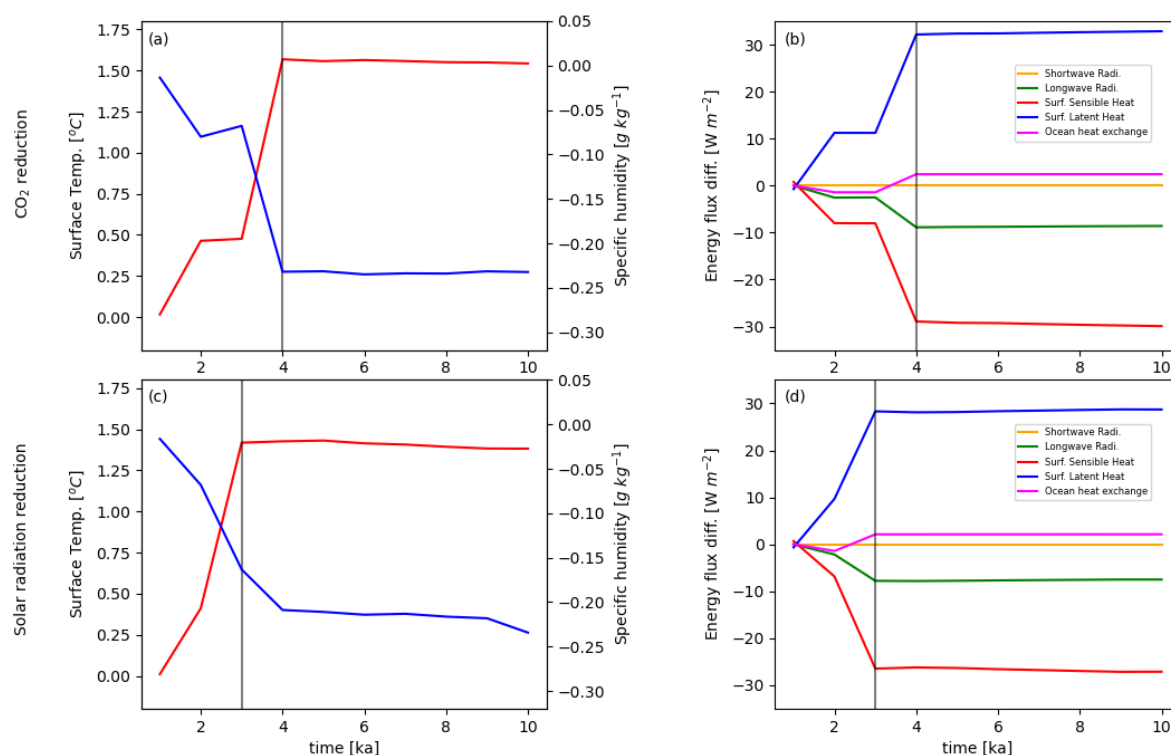 CO₂ reduction
Surface Temp. [°C]
1.75
1.50
1.25
1.00
0.75
0.50
0.25
0.00
(a)
2 4 6 8 10
0.05
0.00
−0.05
−0.10
−0.15
−0.20
−0.25
−0.30
Specific humidity [g kg⁻¹]
Energy flux diff. [W m⁻²]
30
20
10
0
−10
−20
−30
(b)
Shortwave Radi.
Longwave Radi.
Surf. Sensible Heat
Surf. Latent Heat
Ocean heat exchange
2 4 6 8 10
Solar radiation reduction
Surface Temp. [°C]
1.75
1.50
1.25
1.00
0.75
0.50
0.25
0.00
(c)
2 4 6 8 10
time [ka]
0.05
0.00
−0.05
−0.10
−0.15
−0.20
−0.25
−0.30
Specific humidity [g kg⁻¹]
Energy flux diff. [W m⁻²]
30
20
10
0
−10
−20
−30
(d)
Shortwave Radi.
Longwave Radi.
Surf. Sensible Heat
Surf. Latent Heat
Ocean heat exchange
2 4 6 8 10
time [ka]